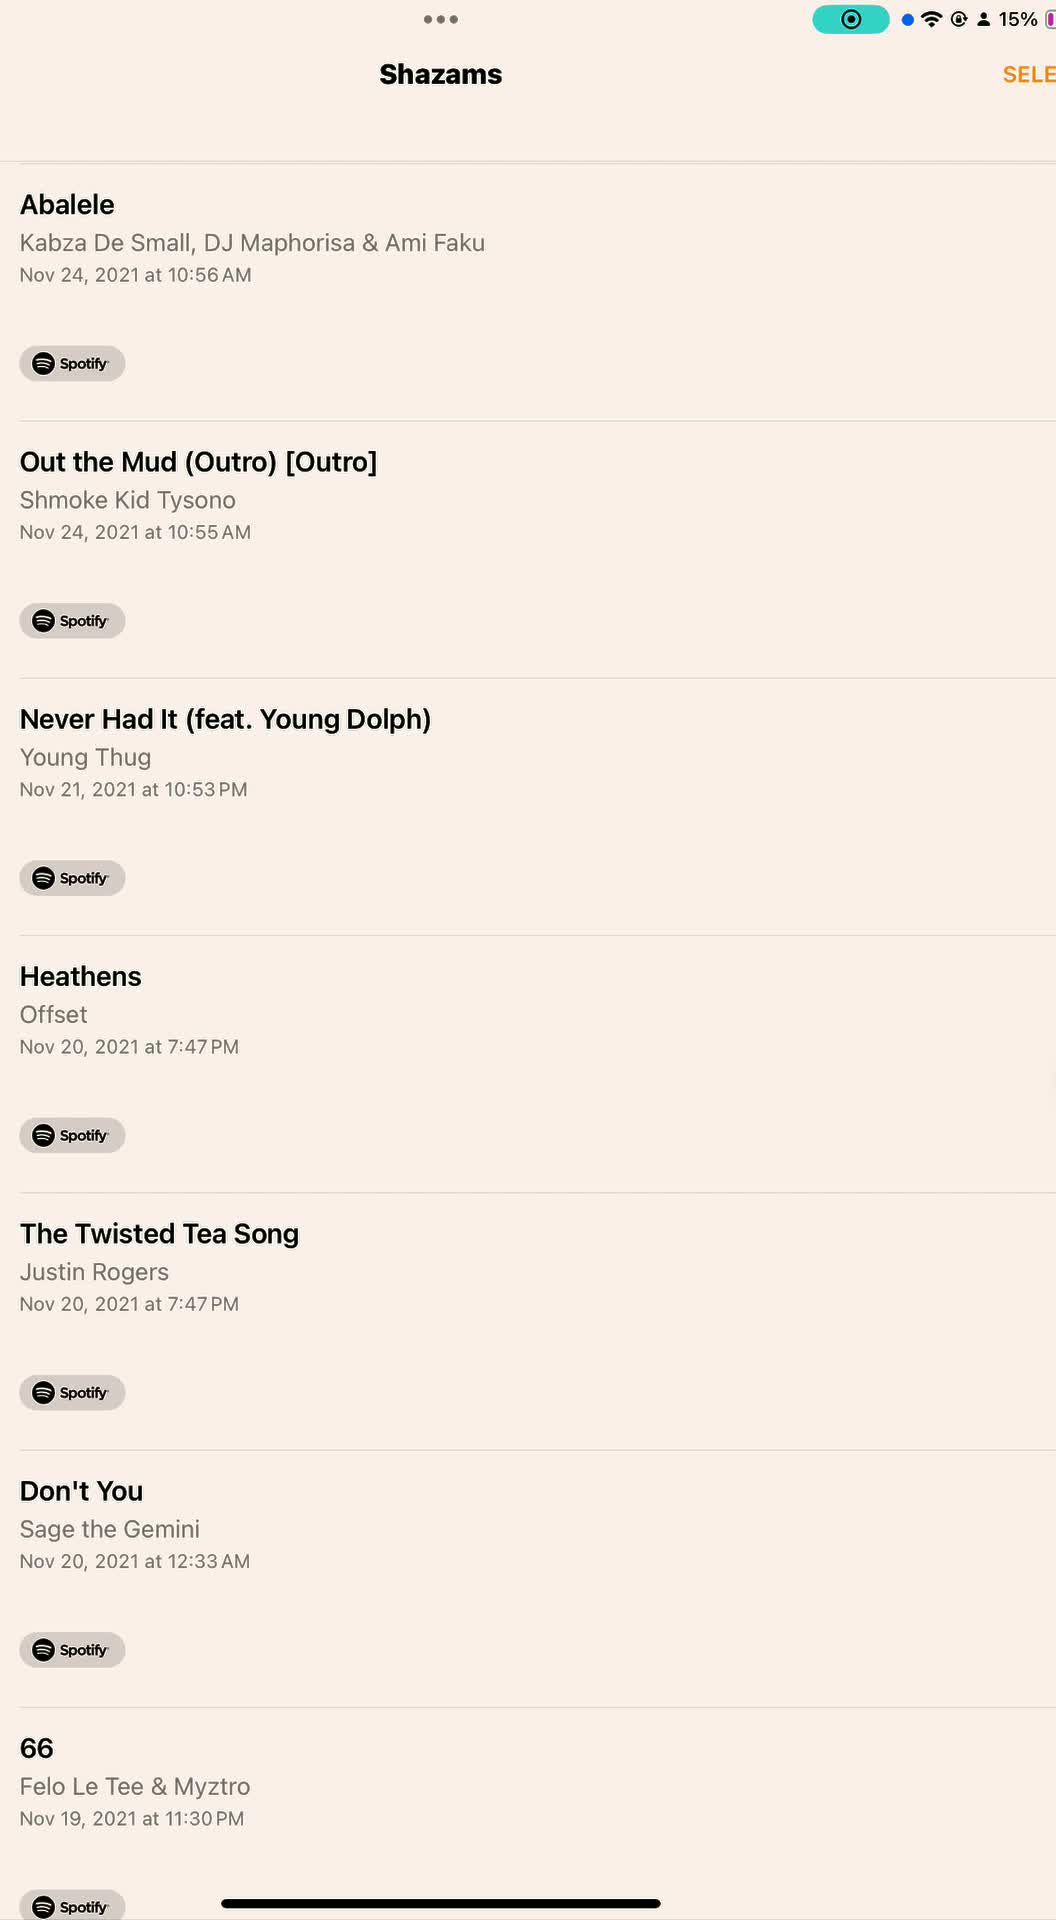 15%
Shazams
SELE
Abalele
Kabza De Small, DJ Maphorisa & Ami Faku
Nov 24, 2021 at 10:56 AM
Spotify
Out the Mud (Outro) [Outro]
Shmoke Kid Tysono
Nov 24, 2021 at 10:55 AM
Spotify
Never Had It (feat. Young Dolph)
Young Thug
Nov 21, 2021 at 10:53 PM
Spotify
Heathens
Offset
Nov 20, 2021 at 7:47 PM
Spotify
The Twisted Tea Song
Justin Rogers
Nov 20, 2021 at 7:47 PM
Spotify
Don't You
Sage the Gemini
Nov 20, 2021 at 12:33 AM
Spotify
66
Felo Le Tee & Myztro
Nov 19, 2021 at 11:30 PM
Spotify